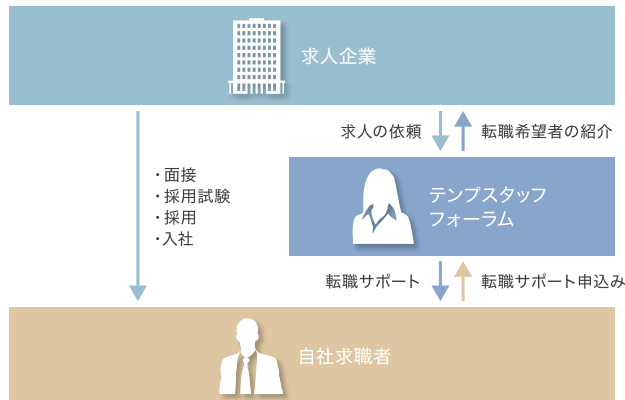 求人企業
求人の依頼
転職希望者の紹介
・面接
・採用試験
・採用
・入社
テンプスタッフ
フォーラム
転職サポート
転職サポート申込み
自社求職者